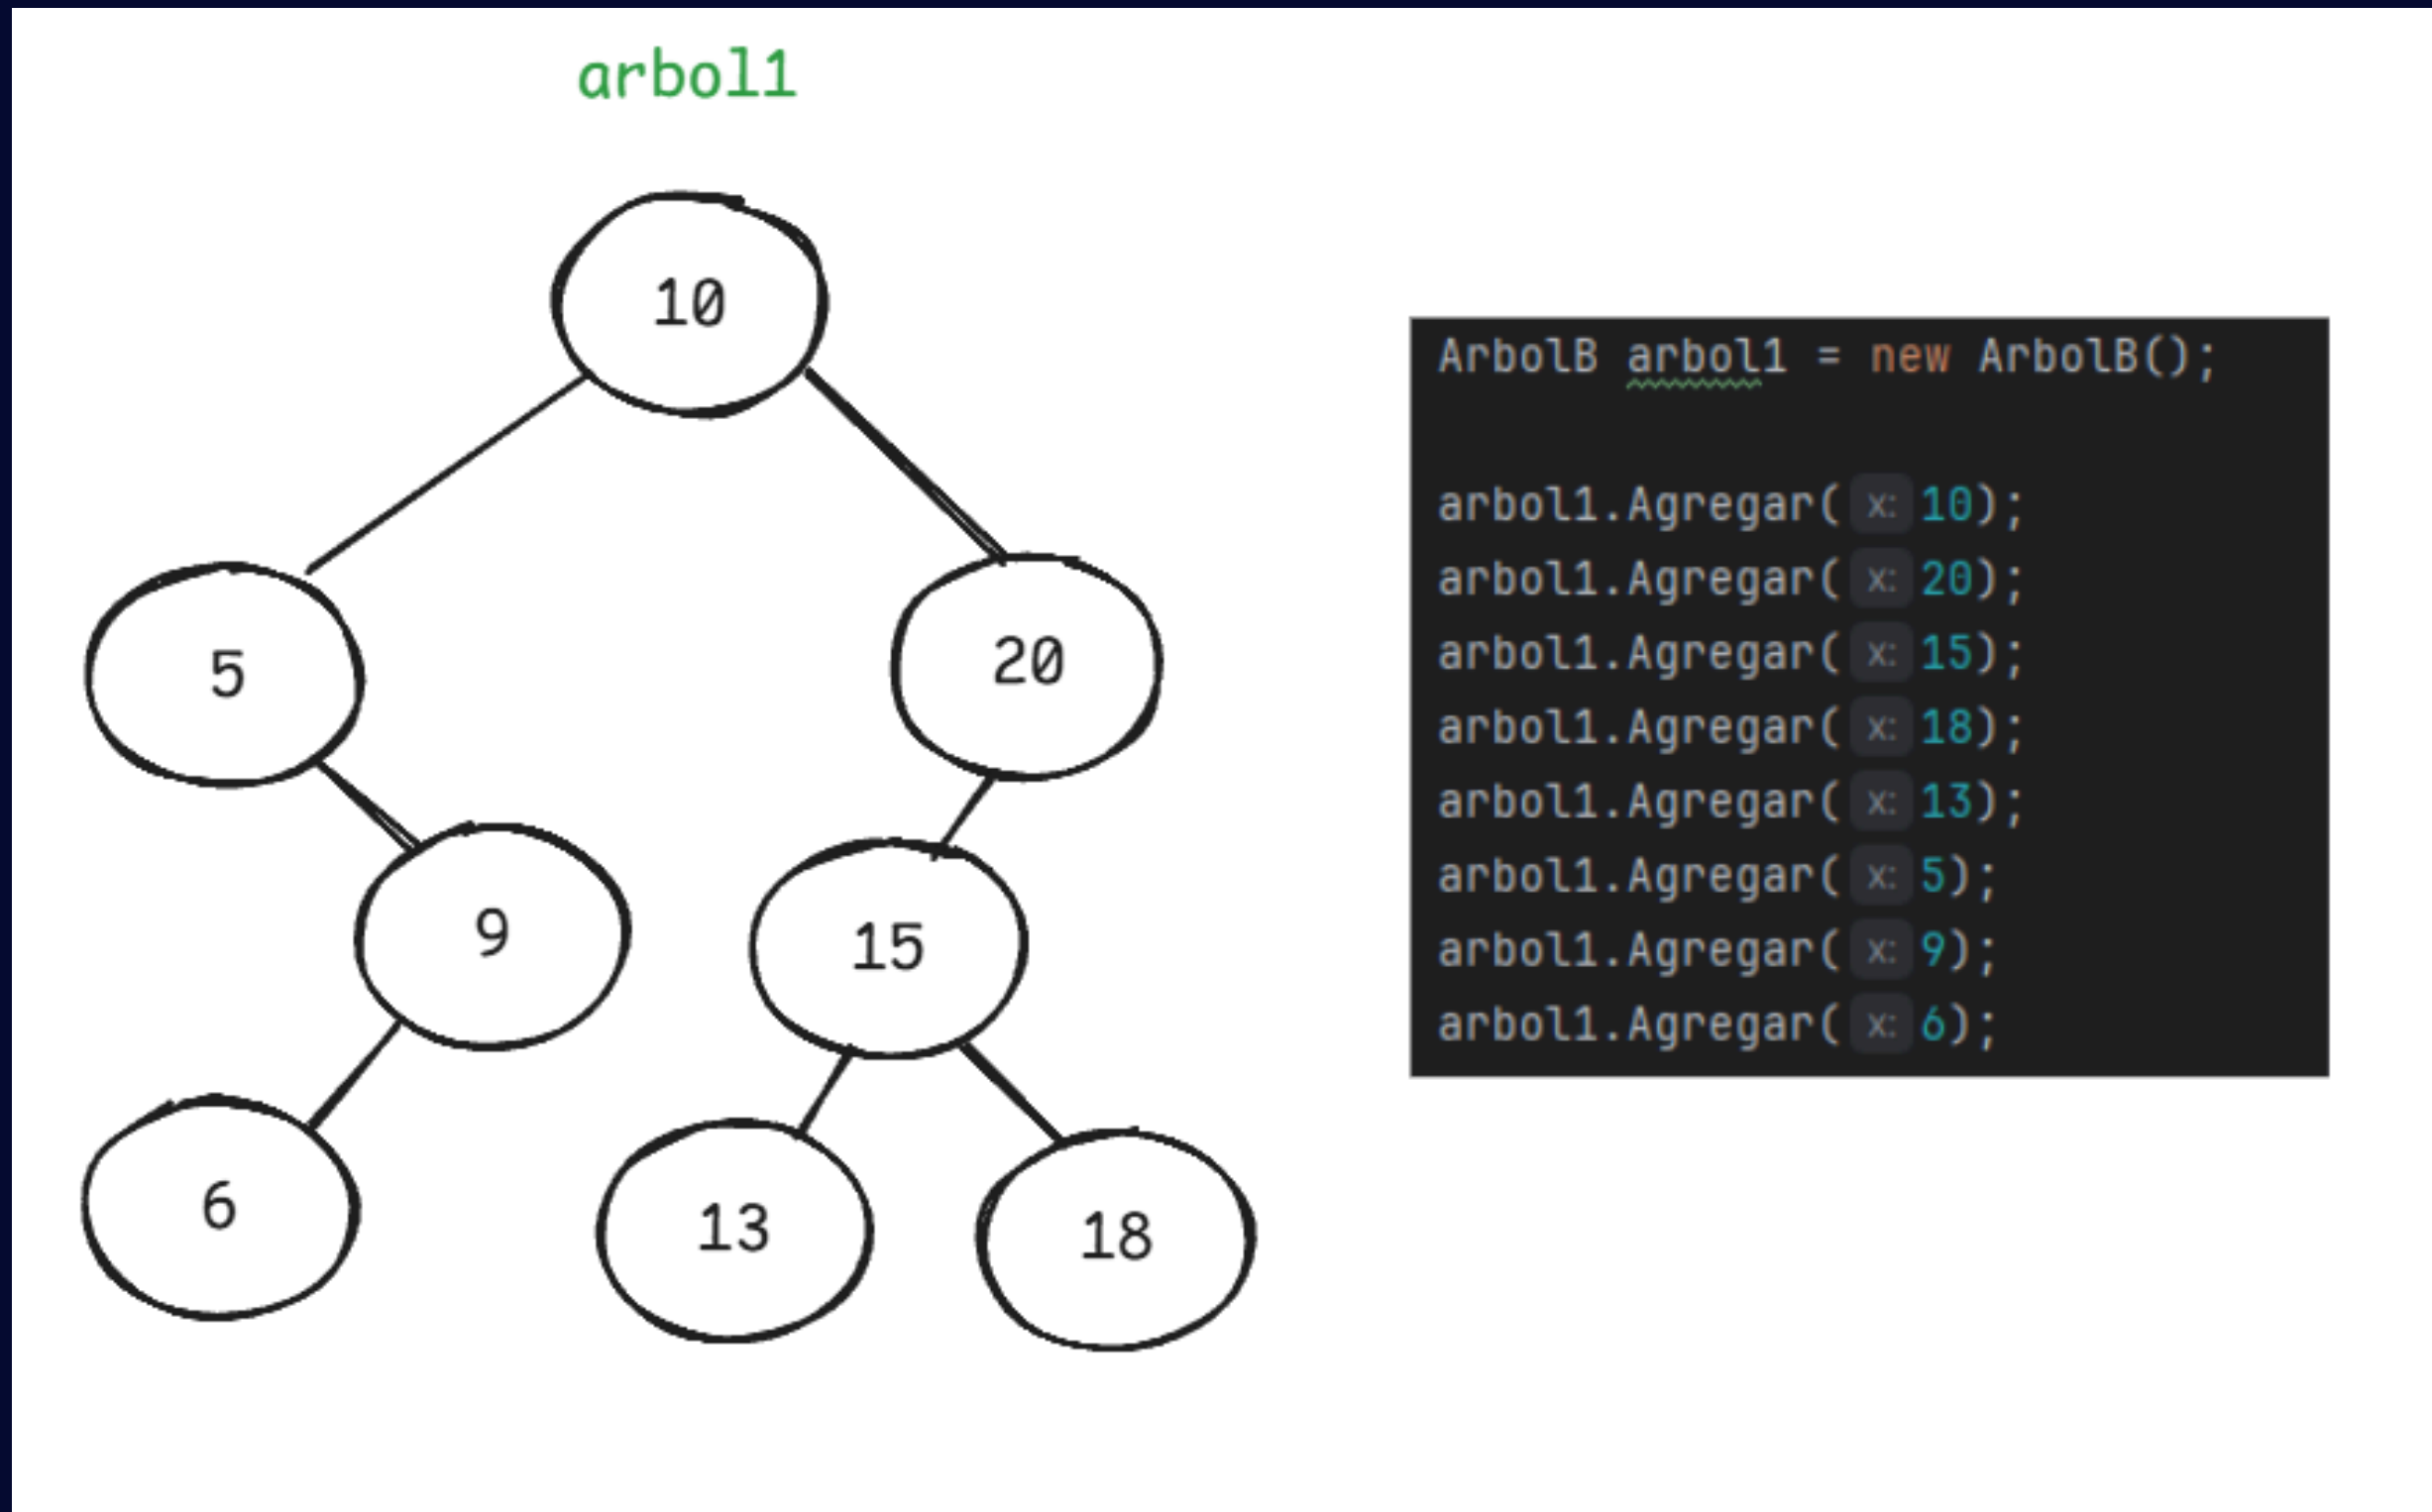 arbol1
10
5
20
9
15
6
13
18
ArbolB arbol1 = new ArbolB();
arbol1.Agregar( x: 10);
arbol1.Agregar( x: 20);
arbol1.Agregar( x: 15);
arbol1.Agregar( x: 18);
arbol1.Agregar( x: 13);
arbol1.Agregar( x: 5);
arbol1.Agregar( x: 9);
arbol1.Agregar( x: 6);